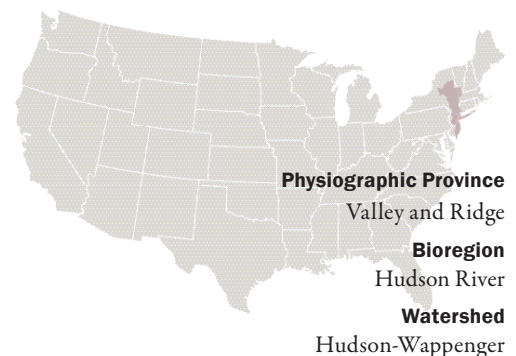 Physiographic Province
Valley and Ridge
Bioregion
Hudson River
Watershed
Hudson-Wappenger